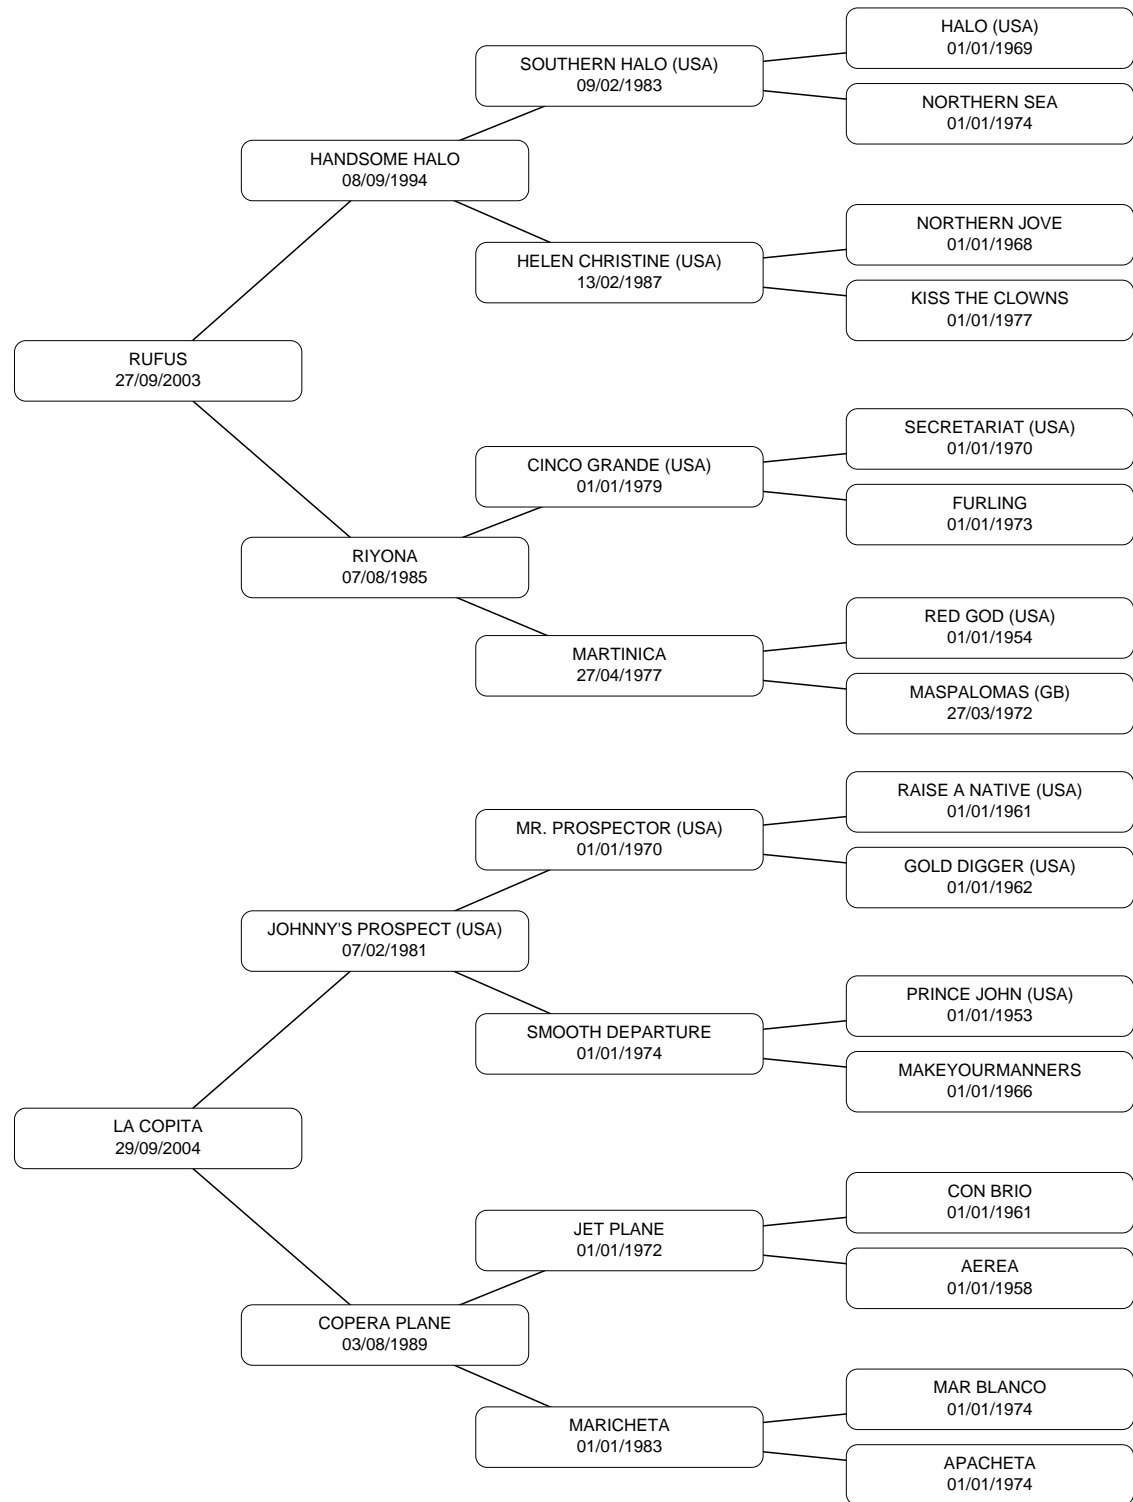 HALO (USA)
01/01/1969
SOUTHERN HALO (USA)
09/02/1983
NORTHERN SEA
01/01/1974
HANDSOME HALO
08/09/1994
NORTHERN JOVE
01/01/1968
HELEN CHRISTINE (USA)
13/02/1987
KISS THE CLOWNS
01/01/1977
RUFUS
27/09/2003
SECRETARIAT (USA)
01/01/1970
CINCO GRANDE (USA)
01/01/1979
FURLING
01/01/1973
RIYONA
07/08/1985
RED GOD (USA)
01/01/1954
MARTINICA
27/04/1977
MASPALOMAS (GB)
27/03/1972
RAISE A NATIVE (USA)
01/01/1961
MR. PROSPECTOR (USA)
01/01/1970
GOLD DIGGER (USA)
01/01/1962
JOHNNY'S PROSPECT (USA)
07/02/1981
PRINCE JOHN (USA)
01/01/1953
SMOOTH DEPARTURE
01/01/1974
MAKEYOURMANNERS
01/01/1966
LA COPITA
29/09/2004
CON BRIO
01/01/1961
JET PLANE
01/01/1972
AEREA
01/01/1958
COPERA PLANE
03/08/1989
MAR BLANCO
01/01/1974
MARICHETA
01/01/1983
APACHETA
01/01/1974